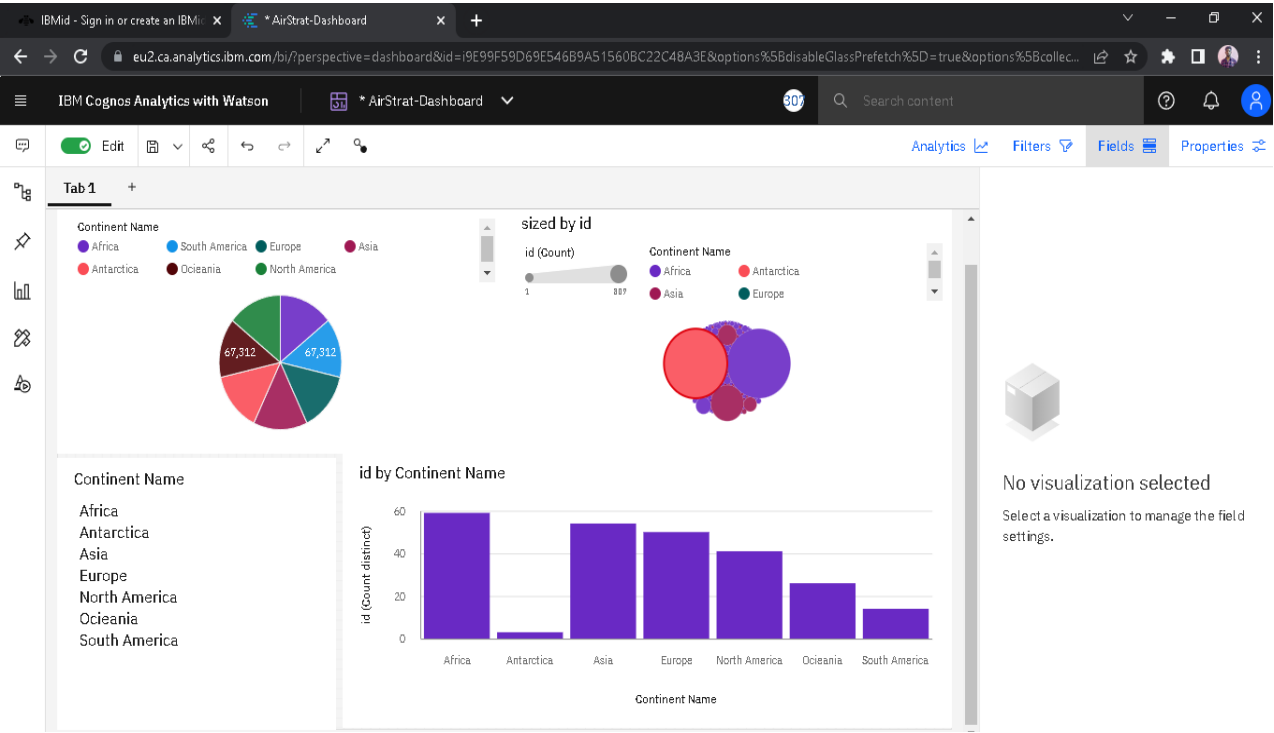 IBMid - Sign in or create an IBMid
* AirStrat-Dashboard
eu2.ca.analytics.ibm.com/bi/?perspective=dashboard&id=i9E99F59D69E546B9A51560BC22C48A3E&options%5BdisableGlassPrefetch%5D=true&options%5Bcollec...
IBM Cognos Analytics with Watson
* AirStrat-Dashboard
307
Search content
Edit
Analytics
Filters
Fields
Properties
Tab 1
Continent Name
Africa South America Europe Asia
Antarctica Ocieania North America
67,312 67,312
sized by id
id (Count)
1 809
Continent Name
Africa Antarctica
Asia Europe
Continent Name
Africa
Antarctica
Asia
Europe
North America
Ocieania
South America
id by Continent Name
id (Count distinct)
60
40
20
0
Africa Antarctica Asia Europe North America Ocieania South America
Continent Name
No visualization selected
Select a visualization to manage the field
settings.